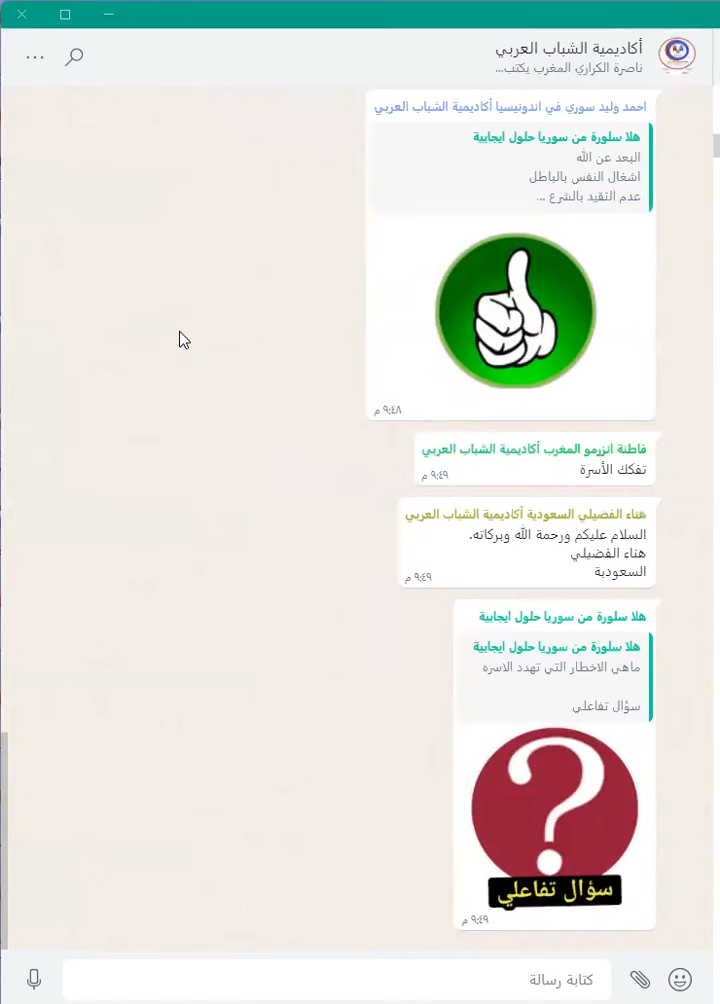 أكاديمية الشباب العربي
ناصرة الكراري المغرب يكتب...
احمد وليد سوري في اندونيسيا أكاديمية الشباب العربي
هلا سلورة من سوريا حلول ايجابية
البعد عن الله
اشغال النفس بالباطل
عدم التقيد بالشرع ...
٩:٤٨ م
فاطنة انزرمو المغرب أكاديمية الشباب العربي
تفكك الأسرة
٩:٤٩ م
هناء الفضيلي السعودية أكاديمية الشباب العربي
السلام عليكم ورحمة الله وبركاته.
هناء الفضيلي
السعودية
٩:٤٩ م
هلا سلورة من سوريا حلول ايجابية
هلا سلورة من سوريا حلول ايجابية
ماهي الاخطار التي تهدد الاسره
سؤال تفاعلي
?
سؤال تفاعلي
٩:٤٩ م
كتابة رسالة